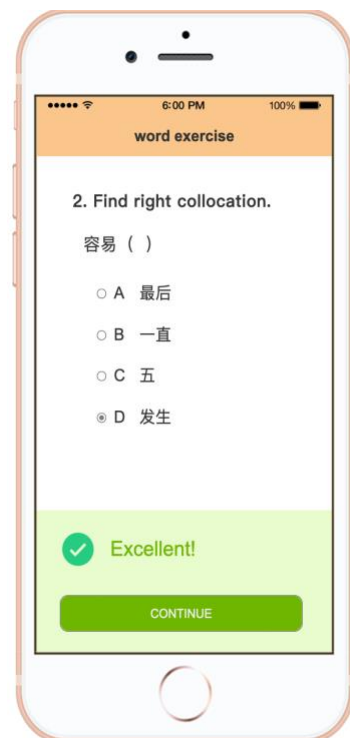 6:00 PM 100%
word exercise
2. Find right collocation.
容易（ ）
A 最后
B 一直
C 五
D 发生
Excellent!
CONTINUE